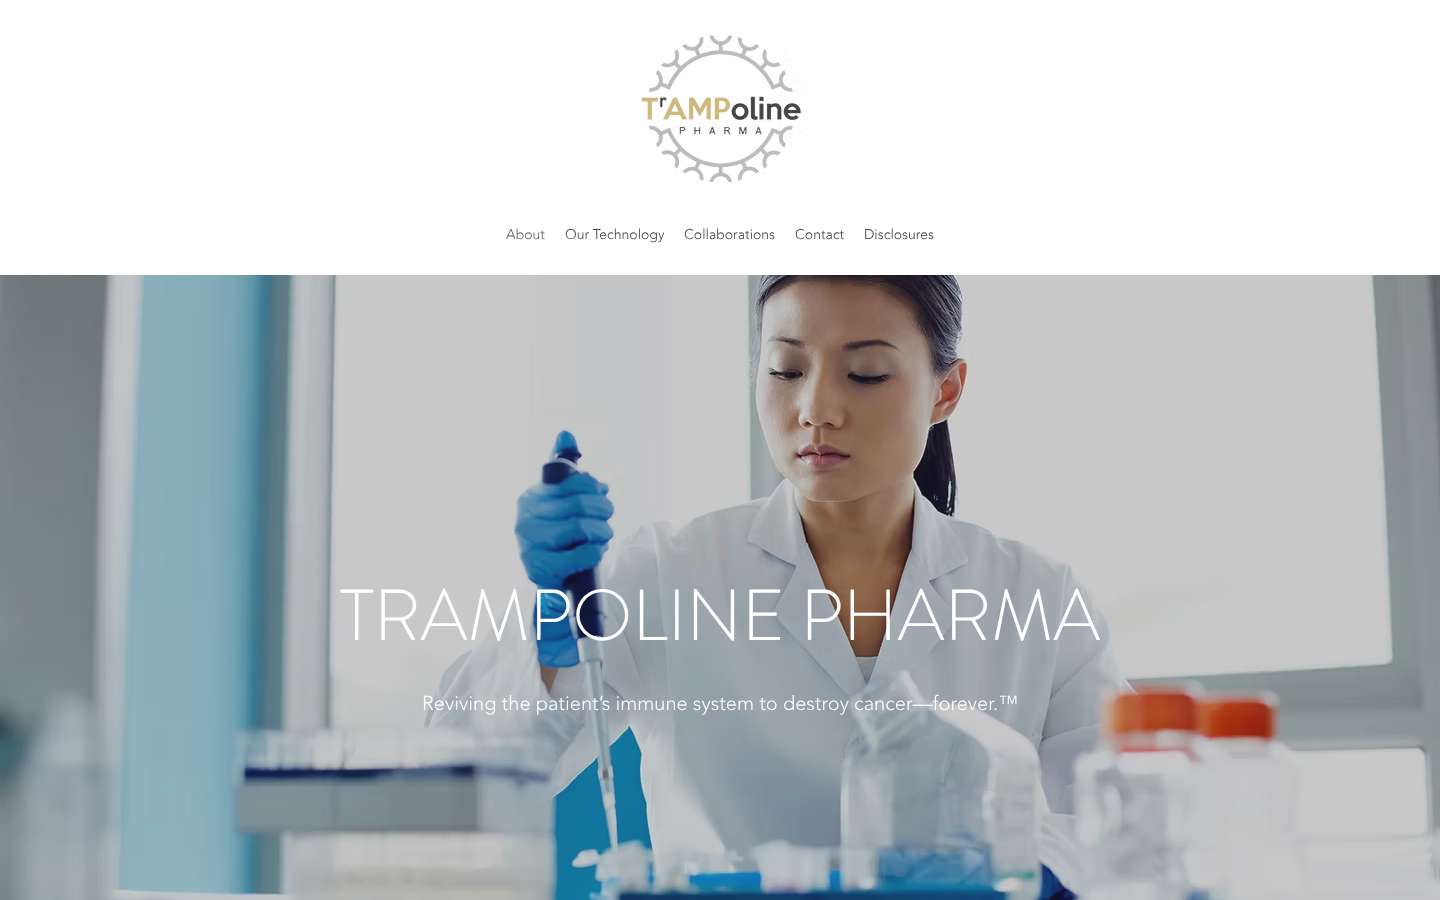 TrAMPoline
PHARMA
About Our Technology Collaborations Contact Disclosures
TRAMPOLINE PHARMA
Reviving the patient's immune system to destroy cancer—forever.™